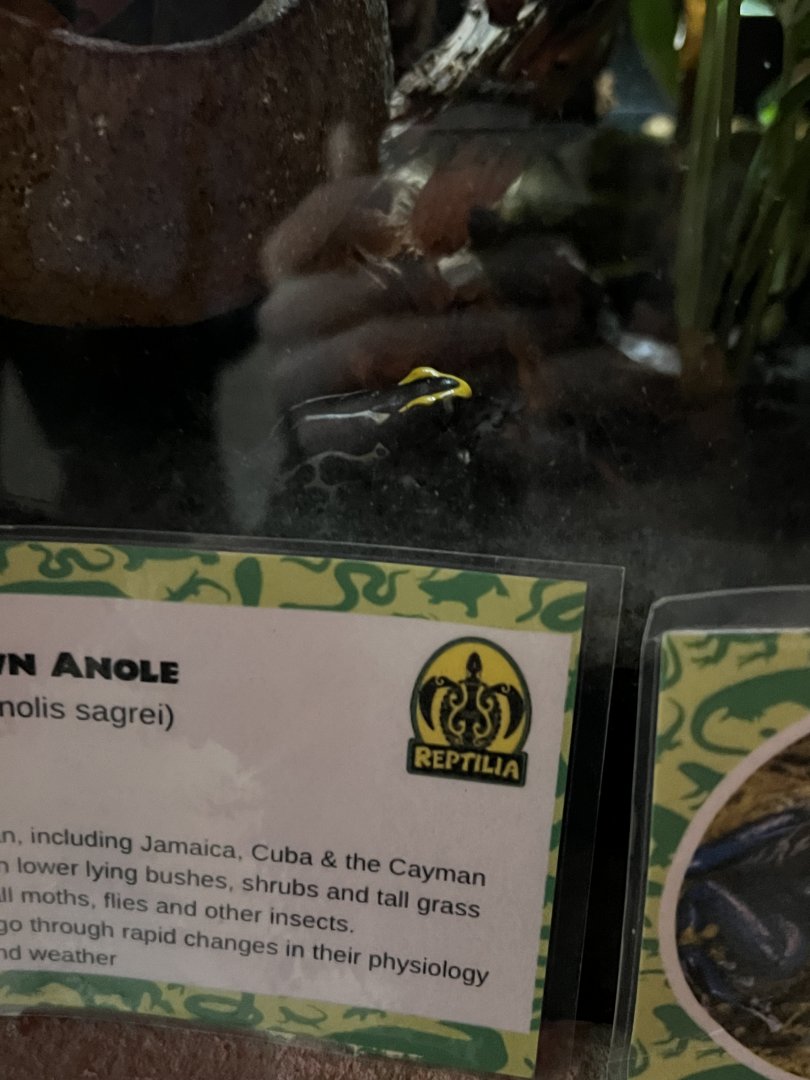 WN ANOLE
nolis sagrei)
REPTILIA
n, including Jamaica, Cuba & the Cayman
n lower lying bushes, shrubs and tall grass
ll moths, flies and other insects.
go through rapid changes in their physiology
nd weather